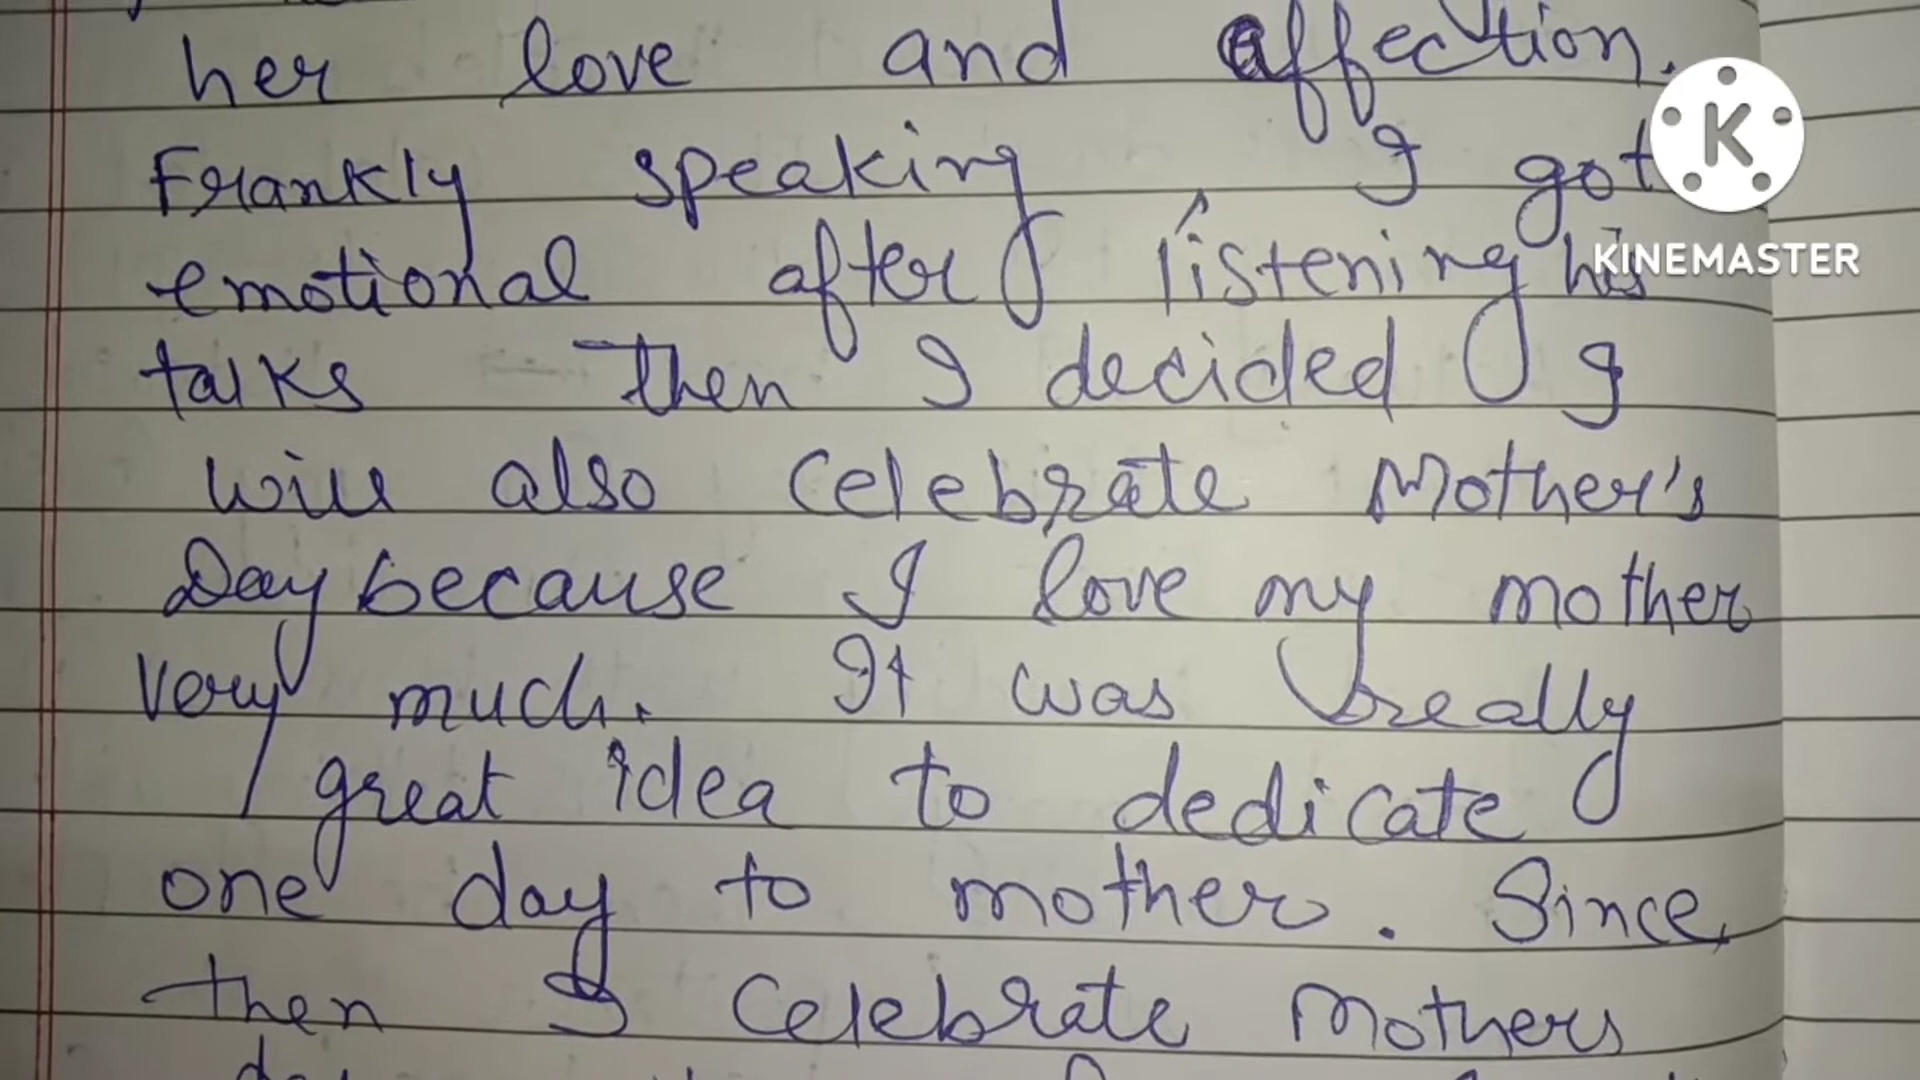 her love and affection.
Frankly speaking I got
emotional after listening his
talks then I decided I
will also celebrate Mother's
Day because I love my mother
very much. It was really
great idea to dedicate
one day to mother. Since,
then I celebrate Mothers
K
KINEMASTER